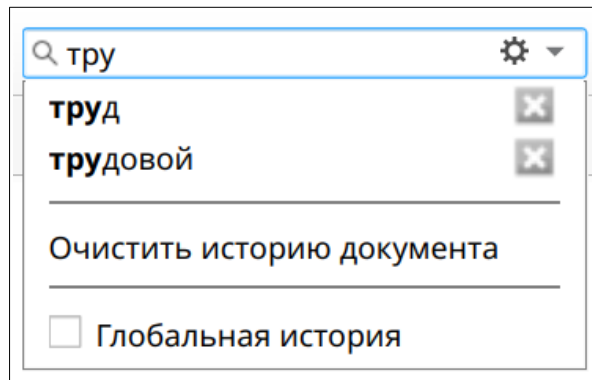 тру
труд
трудовой
Очистить историю документа
Глобальная история